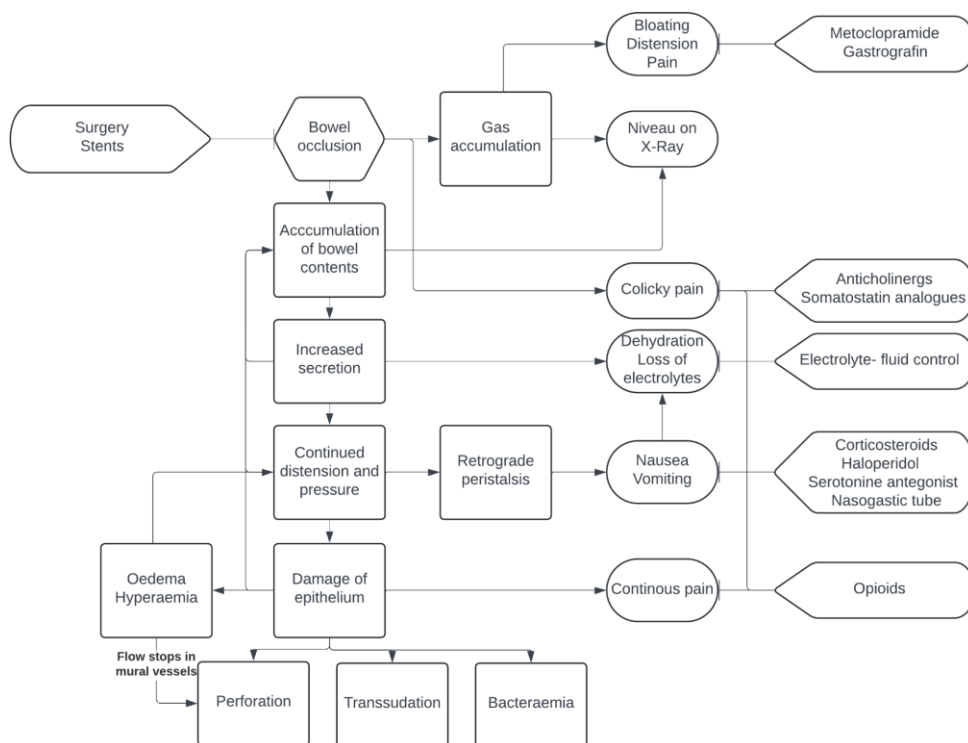 Bloating
Distension
Pain
Metoclopramide
Gastrografin
Surgery
Stents
Bowel
occlusion
Gas
accumulation
Niveau on
X-Ray
Acccumulation
of bowel
contents
Colicky pain
Anticholinergs
Somatostatin analogues
Increased
secretion
Dehydration
Loss of
electrolytes
Electrolyte- fluid control
Continued
distension and
pressure
Retrograde
peristalsis
Nausea
Vomiting
Corticosteroids
Haloperidol
Serotonine antegonist
Nasogastic tube
Oedema
Hyperaemia
Damage of
epithelium
Continous pain
Opioids
Flow stops in
mural vessels
Perforation
Transsudation
Bacteraemia